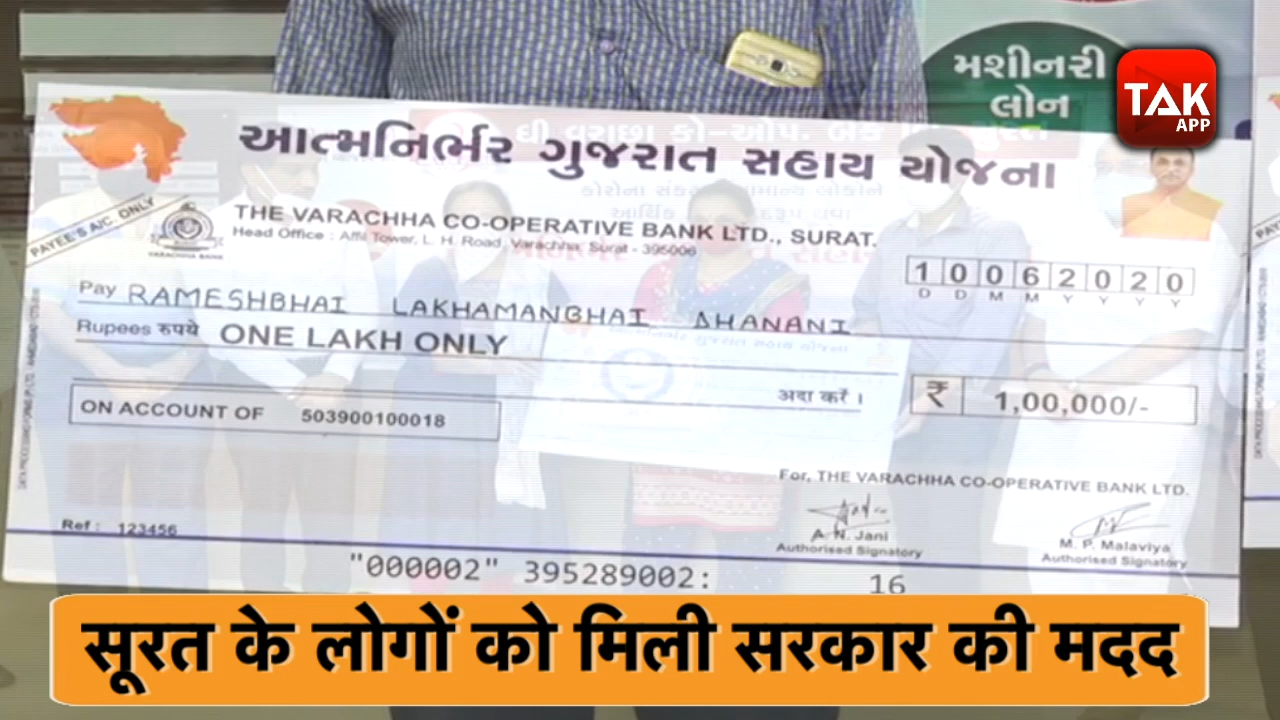 મશીનરી
લોન
TAK
APP
આત્મનિર્ભર ગુજરાત સહાય યોજના
PAYEE'S A/C. ONLY
VARACHHA BANK
THE VARACHHA CO-OPERATIVE BANK LTD., SURAT.
Head Office : Affil Tower, L. H. Road, Varachha, Surat - 395006
10062020
D D M M Y Y Y Y
Pay RAMESHBHAI LAKHAMANBHAI DHANANI
Rupees रुपये ONE LAKH ONLY
अदा करें ।
₹ 1,00,000/-
ON ACCOUNT OF 503900100018
For, THE VARACHHA CO-OPERATIVE BANK LTD.
A. N. Jani
Authorised Signatory
M. P. Malaviya
Authorised Signatory
Ref : 123456
"000002" 395289002: 16
सूरत के लोगों को मिली सरकार की मदद